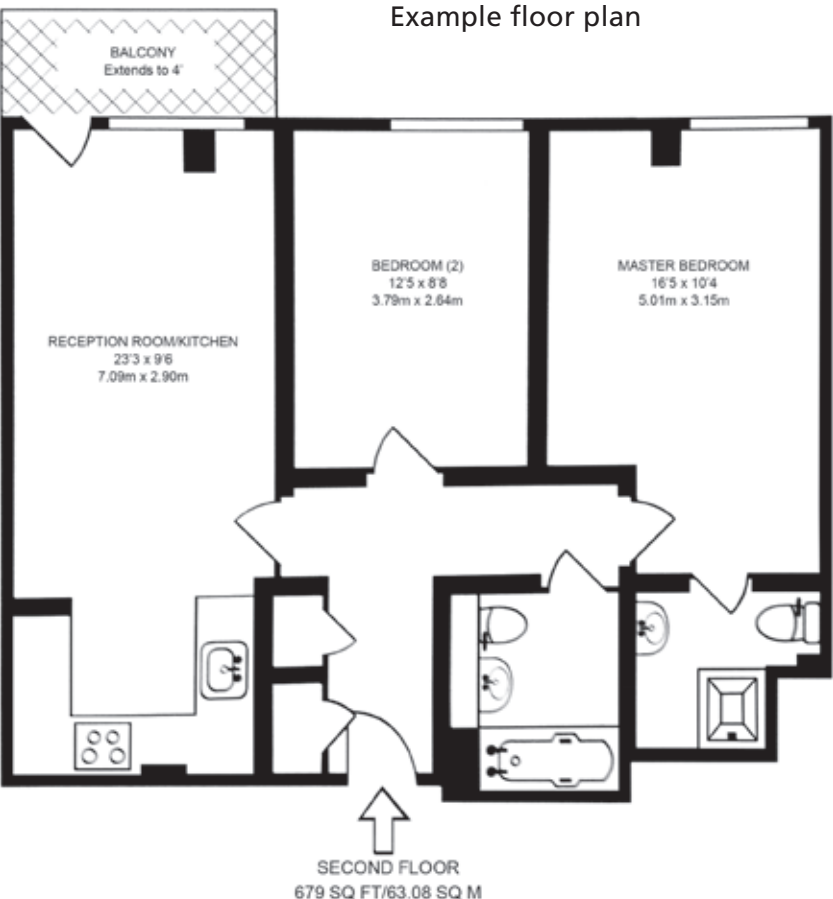 Example floor plan
BALCONY
Extends to 4'
BEDROOM (2)
12'5 x 8'8
3.79m x 2.64m
MASTER BEDROOM
16'5 x 10'4
5.01m x 3.15m
RECEPTION ROOM/KITCHEN
23'3 x 9'6
7.09m x 2.90m
SECOND FLOOR
679 SQ FT/63.08 SQ M